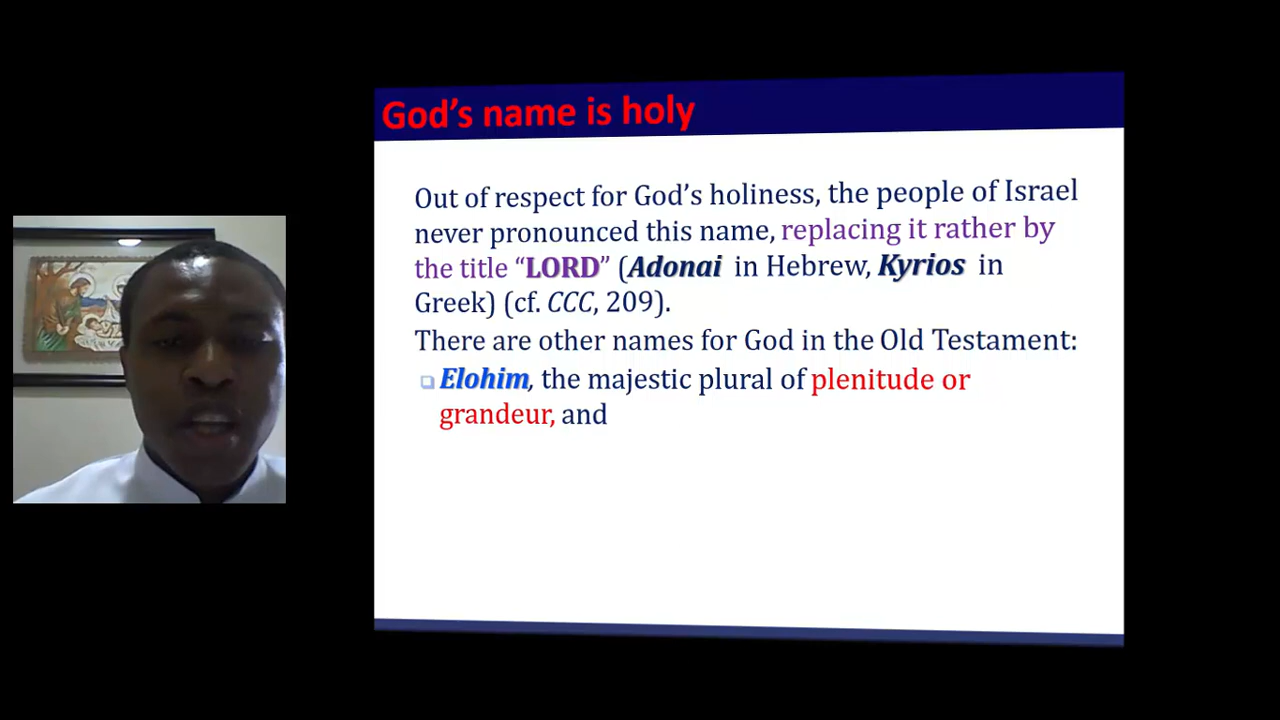 God’s name is holy
Out of respect for God’s holiness, the people of Israel
never pronounced this name, replacing it rather by
the title “LORD” (Adonai in Hebrew, Kyrios in
Greek) (cf. CCC, 209).
There are other names for God in the Old Testament:
Elohim, the majestic plural of plenitude or
grandeur, and